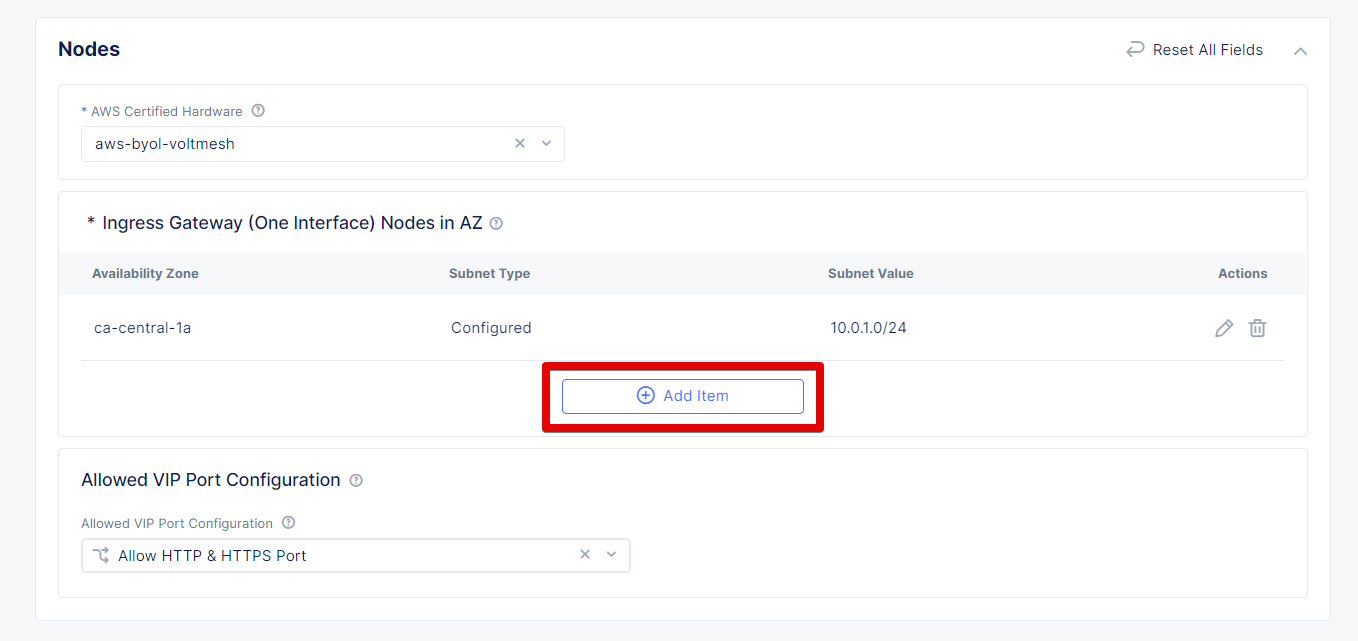 Nodes
Reset All Fields
* AWS Certified Hardware
aws-byol-voltmesh
* Ingress Gateway (One Interface) Nodes in AZ
Availability Zone Subnet Type Subnet Value Actions
ca-central-1a Configured 10.0.1.0/24
Add Item
Allowed VIP Port Configuration
Allowed VIP Port Configuration
Allow HTTP & HTTPS Port